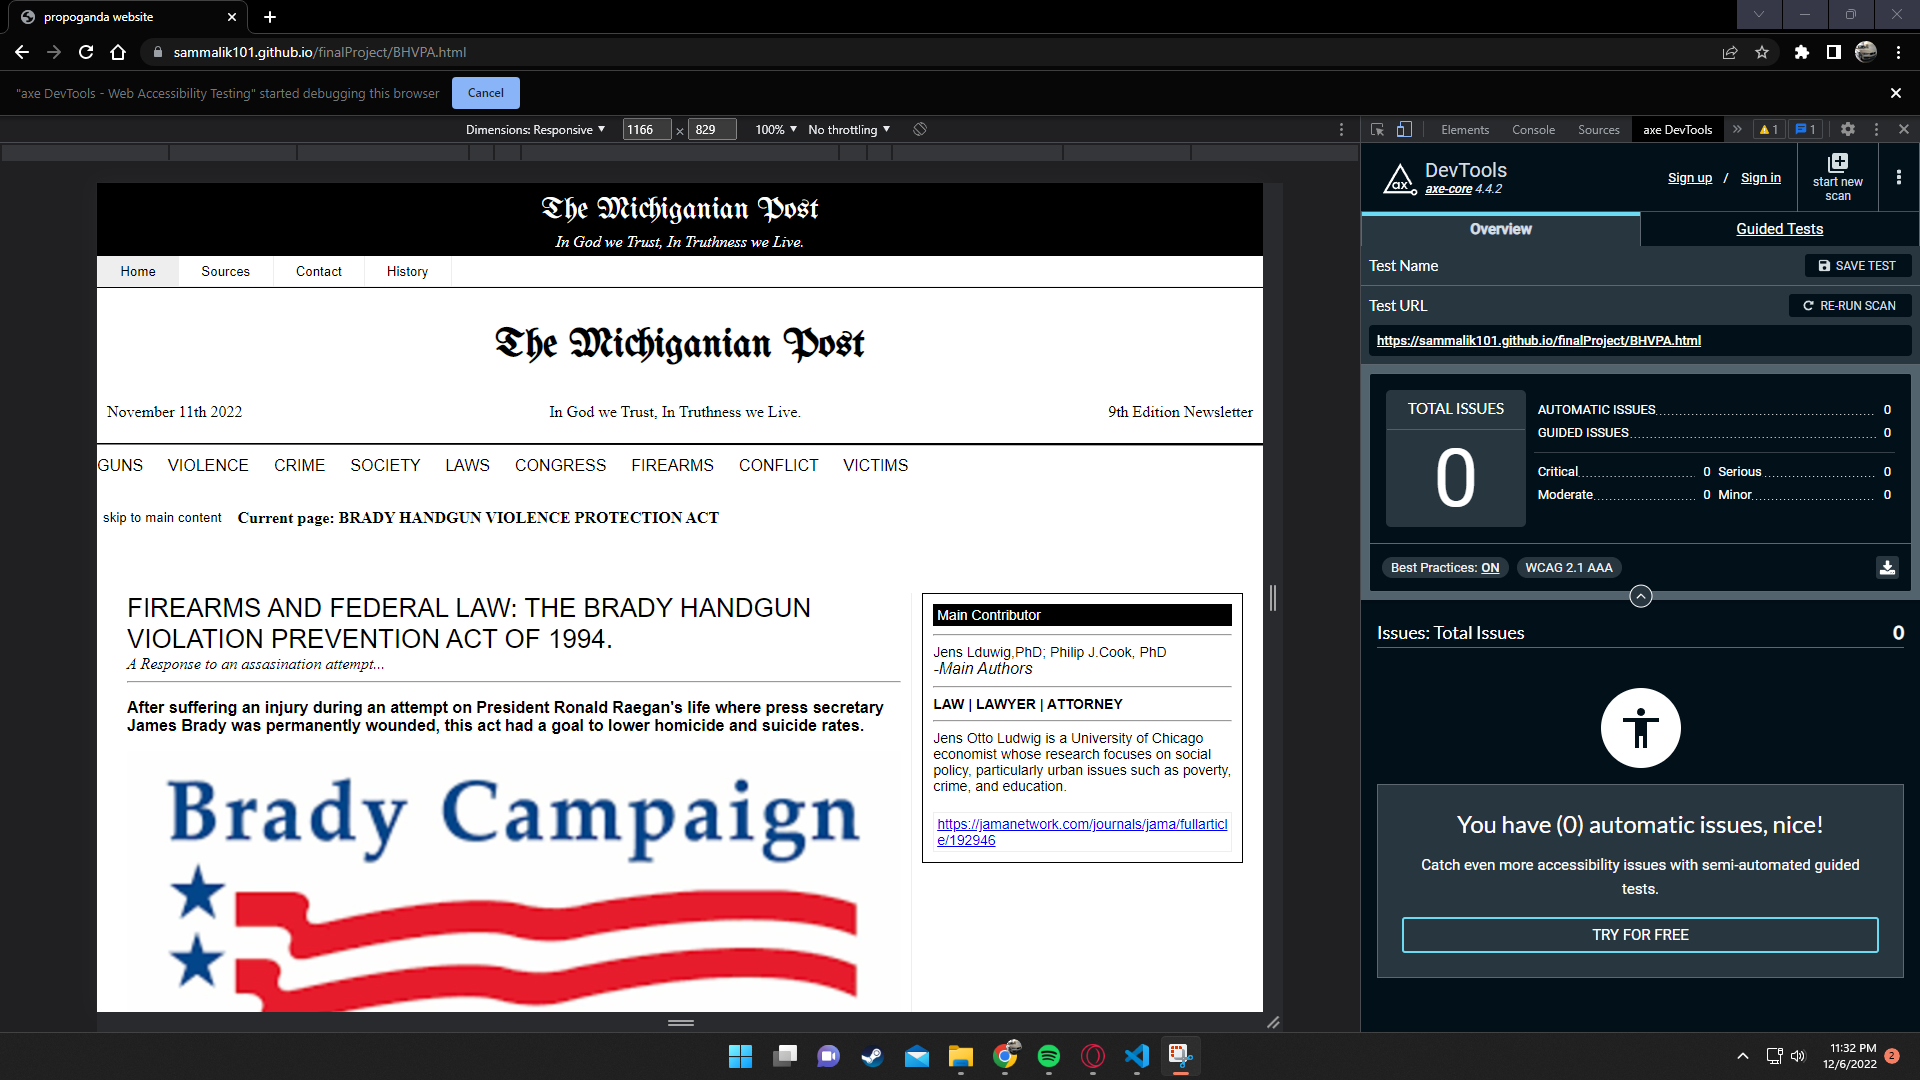 propoganda website
sammalik101.github.io/finalProject/BHVPA.html
"axe DevTools - Web Accessibility Testing" started debugging this browser
Cancel
Dimensions: Responsive
1166 × 829
100%
No throttling
Elements
Console
Sources
axe DevTools
1
1
The Michiganian Post
In God we Trust, In Truthness we Live.
Home
Sources
Contact
History
The Michiganian Post
November 11th 2022
In God we Trust, In Truthness we Live.
9th Edition Newsletter
GUNS VIOLENCE CRIME SOCIETY LAWS CONGRESS FIREARMS CONFLICT VICTIMS
skip to main content
Current page: BRADY HANDGUN VIOLENCE PROTECTION ACT
FIREARMS AND FEDERAL LAW: THE BRADY HANDGUN
VIOLATION PREVENTION ACT OF 1994.
A Response to an assasination attempt...
After suffering an injury during an attempt on President Ronald Raegan's life where press secretary
James Brady was permanently wounded, this act had a goal to lower homicide and suicide rates.
Brady Campaign
Main Contributor
Jens Lduwig,PhD; Philip J.Cook, PhD
-Main Authors
LAW | LAWYER | ATTORNEY
Jens Otto Ludwig is a University of Chicago
economist whose research focuses on social
policy, particularly urban issues such as poverty,
crime, and education.
https://jamanetwork.com/journals/jama/fullarticl
e/192946
ax
DevTools
axe-core 4.4.2
Sign up / Sign in
start new
scan
Overview
Guided Tests
Test Name
SAVE TEST
Test URL
RE-RUN SCAN
https://sammalik101.github.io/finalProject/BHVPA.html
TOTAL ISSUES
0
AUTOMATIC ISSUES 0
GUIDED ISSUES 0
Critical 0 Serious 0
Moderate 0 Minor 0
Best Practices: ON
WCAG 2.1 AAA
Issues: Total Issues 0
You have (0) automatic issues, nice!
Catch even more accessibility issues with semi-automated guided
tests.
TRY FOR FREE
11:32 PM
12/6/2022
2